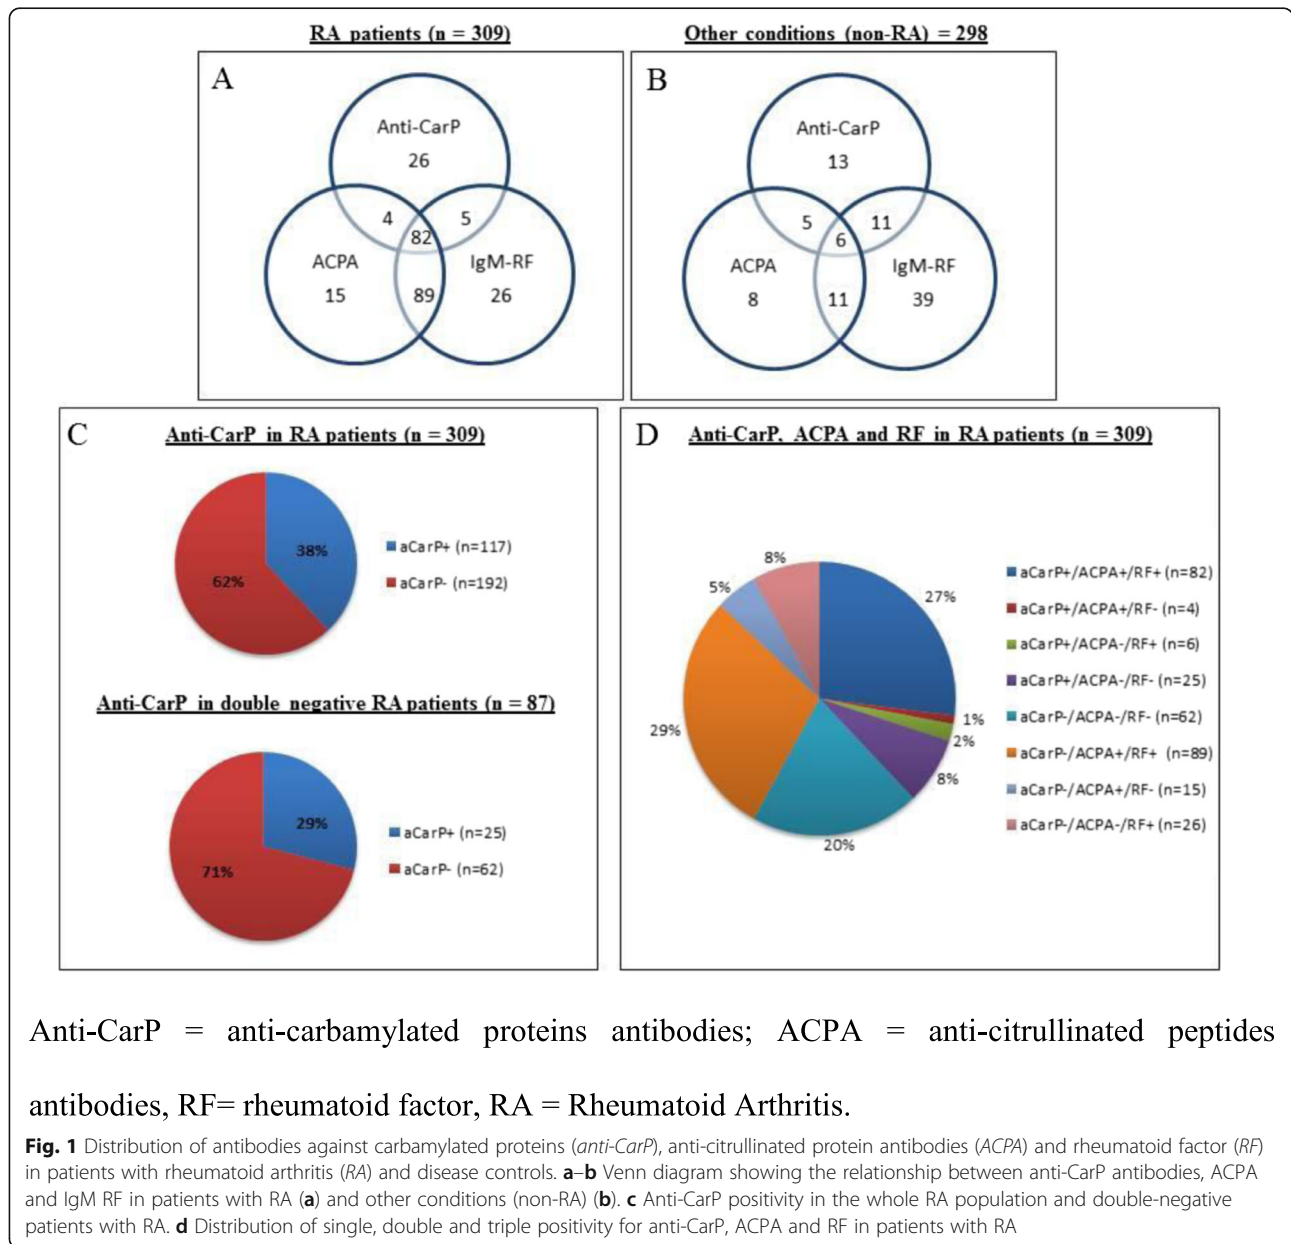 RA patients (n = 309)
Other conditions (non-RA) = 298
A
Anti-CarP
26
4
5
82
ACPA
15
89
IgM-RF
26
B
Anti-CarP
13
5
11
6
ACPA
8
11
IgM-RF
39
C
Anti-CarP in RA patients (n = 309)
38%
62%
aCarP+ (n=117)
aCarP- (n=192)
Anti-CarP in double negative RA patients (n = 87)
29%
71%
aCarP+ (n=25)
aCarP- (n=62)
D
Anti-CarP, ACPA and RF in RA patients (n = 309)
8%
5%
27%
29%
1%
2%
8%
20%
aCarP+/ACPA+/RF+ (n=82)
aCarP+/ACPA+/RF- (n=4)
aCarP+/ACPA-/RF+ (n=6)
aCarP+/ACPA-/RF- (n=25)
aCarP-/ACPA-/RF- (n=62)
aCarP-/ACPA+/RF+ (n=89)
aCarP-/ACPA+/RF- (n=15)
aCarP-/ACPA-/RF+ (n=26)
Anti-CarP = anti-carbamylated proteins antibodies; ACPA = anti-citrullinated peptides
antibodies, RF= rheumatoid factor, RA = Rheumatoid Arthritis.
Fig. 1 Distribution of antibodies against carbamylated proteins (anti-CarP), anti-citrullinated protein antibodies (ACPA) and rheumatoid factor (RF)
in patients with rheumatoid arthritis (RA) and disease controls. a–b Venn diagram showing the relationship between anti-CarP antibodies, ACPA
and IgM RF in patients with RA (a) and other conditions (non-RA) (b). c Anti-CarP positivity in the whole RA population and double-negative
patients with RA. d Distribution of single, double and triple positivity for anti-CarP, ACPA and RF in patients with RA